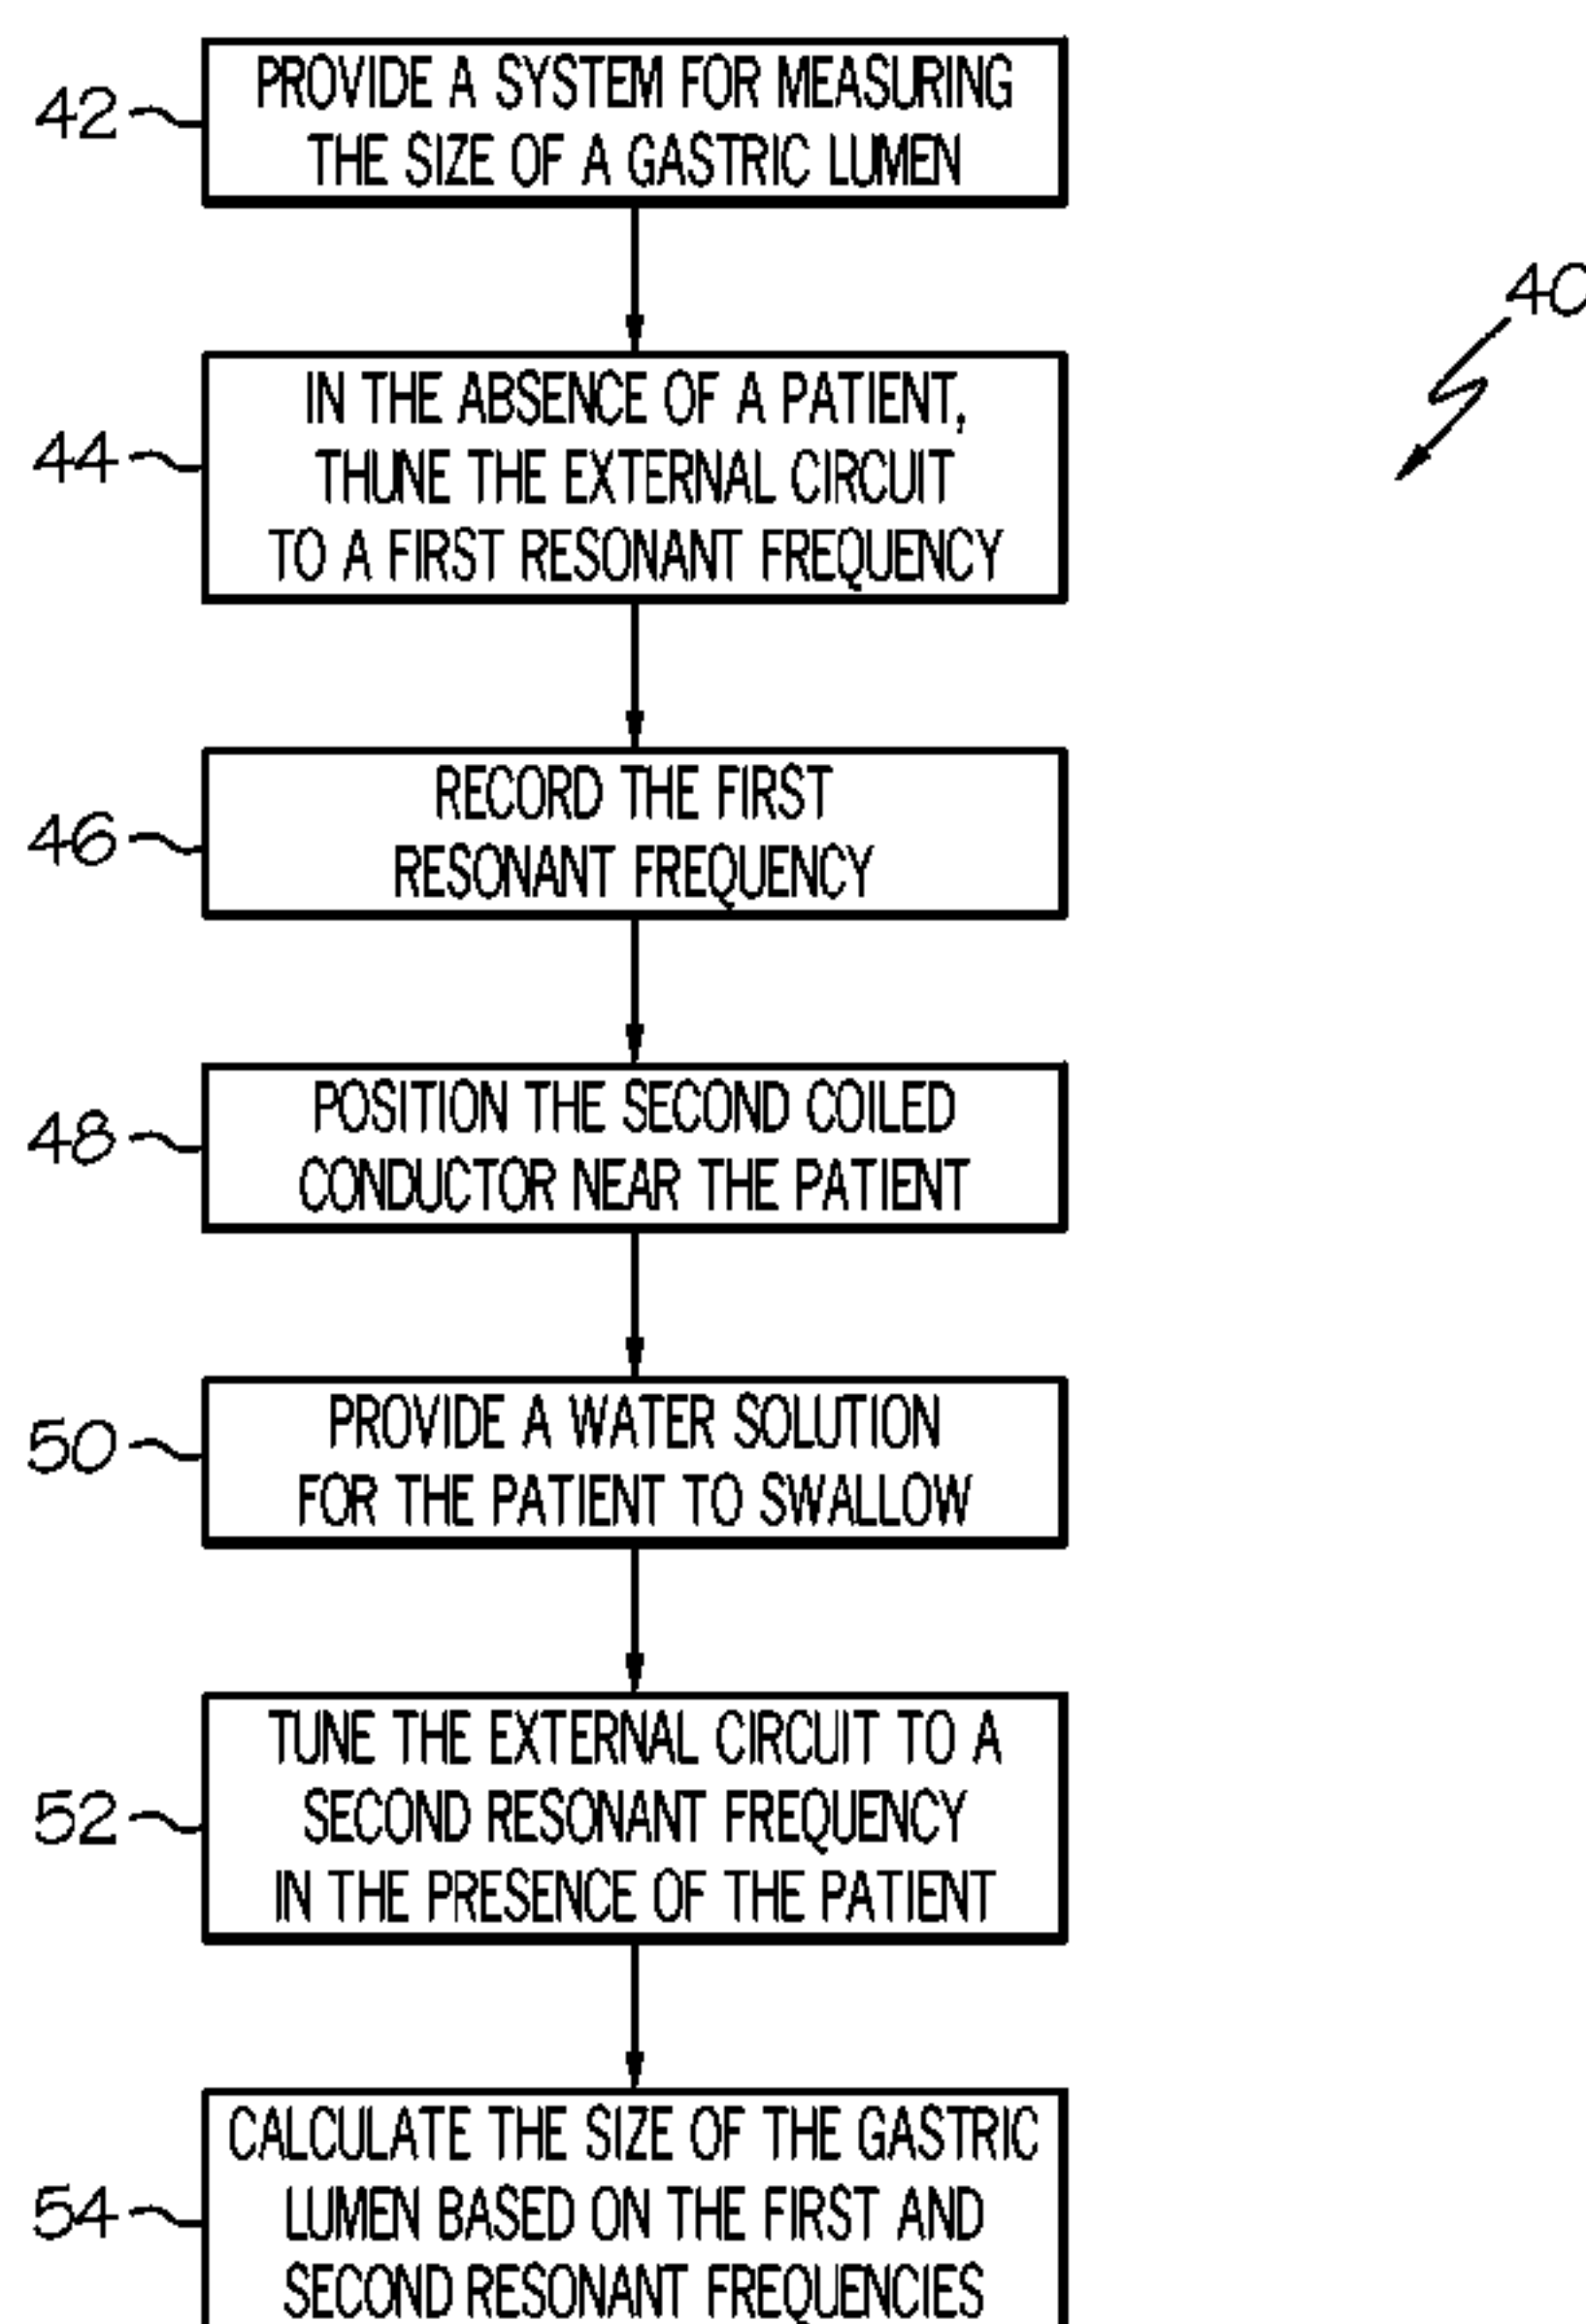 42
PROVIDE A SYSTEM FOR MEASURING
THE SIZE OF A GASTRIC LUMEN
40
44
IN THE ABSENCE OF A PATIENT,
THUNE THE EXTERNAL CIRCUIT
TO A FIRST RESONANT FREQUENCY
46
RECORD THE FIRST
RESONANT FREQUENCY
48
POSITION THE SECOND COILED
CONDUCTOR NEAR THE PATIENT
50
PROVIDE A WATER SOLUTION
FOR THE PATIENT TO SWALLOW
52
TUNE THE EXTERNAL CIRCUIT TO A
SECOND RESONANT FREQUENCY
IN THE PRESENCE OF THE PATIENT
54
CALCULATE THE SIZE OF THE GASTRIC
LUMEN BASED ON THE FIRST AND
SECOND RESONANT FREQUENCIES